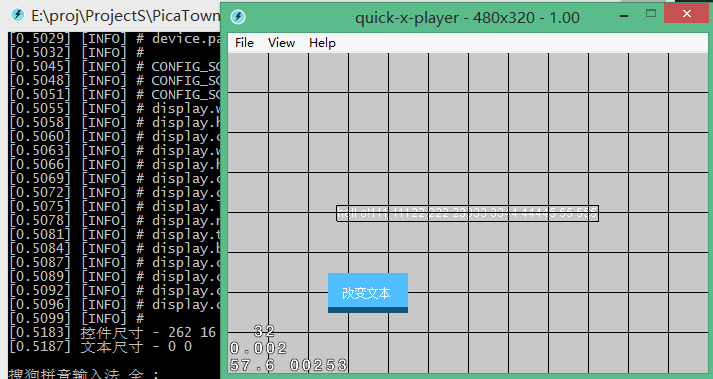 E:\proj\ProjectS\PicaTown
[0.5029] [INFO] # device.pa
[0.5032] [INFO] #
[0.5045] [INFO] # CONFIG_SC
[0.5048] [INFO] # CONFIG_SC
[0.5051] [INFO] # CONFIG_SC
[0.5055] [INFO] # display.w
[0.5058] [INFO] # display.h
[0.5060] [INFO] # display.c
[0.5063] [INFO] # display.w
[0.5066] [INFO] # display.h
[0.5069] [INFO] # display.c
[0.5072] [INFO] # display.c
[0.5075] [INFO] # display.l
[0.5078] [INFO] # display.r
[0.5081] [INFO] # display.t
[0.5084] [INFO] # display.b
[0.5087] [INFO] # display.c
[0.5089] [INFO] # display.c
[0.5092] [INFO] # display.c
[0.5096] [INFO] # display.c
[0.5099] [INFO] #
[0.5183] 控件尺寸 - 262 16
[0.5187] 文本尺寸 - 0 0
搜狗拼音输入法 全 :
quick-x-player - 480x320 - 1.00
File View Help
222
改变文本
32
0.002
57.6 00253